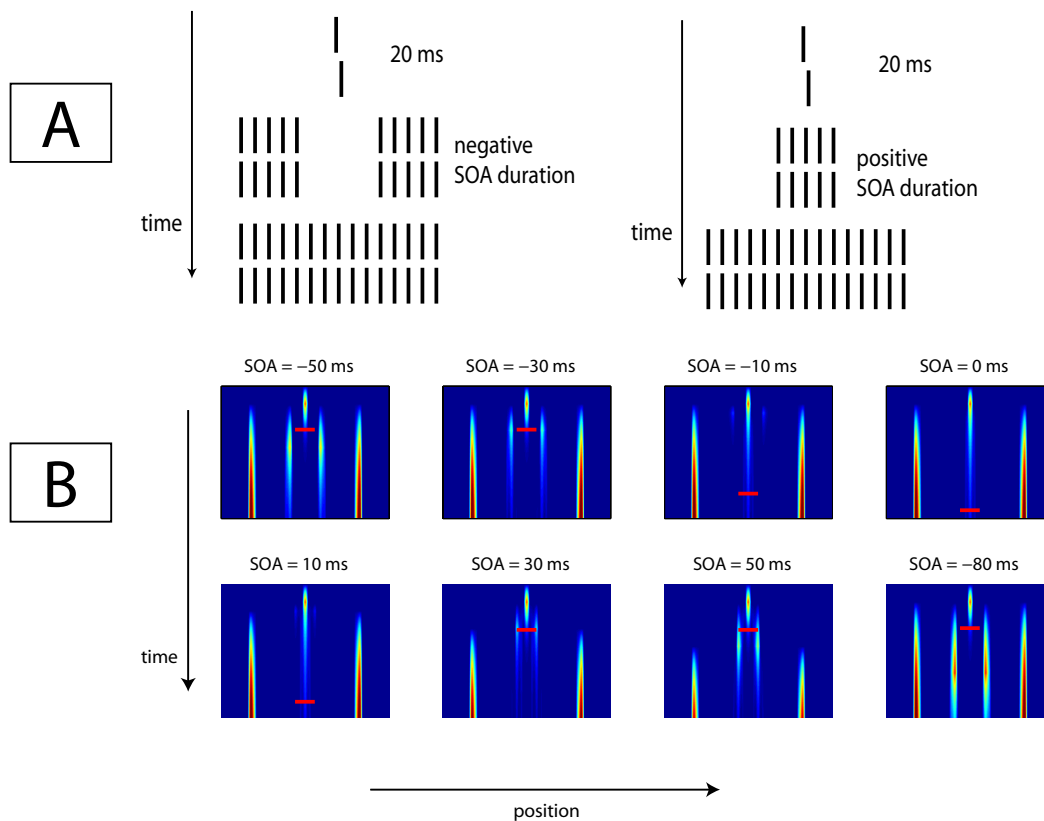 A
20 ms
negative
SOA duration
time
20 ms
positive
SOA duration
time
B
SOA = −50 ms
SOA = −30 ms
SOA = −10 ms
SOA = 0 ms
SOA = 10 ms
SOA = 30 ms
SOA = 50 ms
SOA = −80 ms
time
position